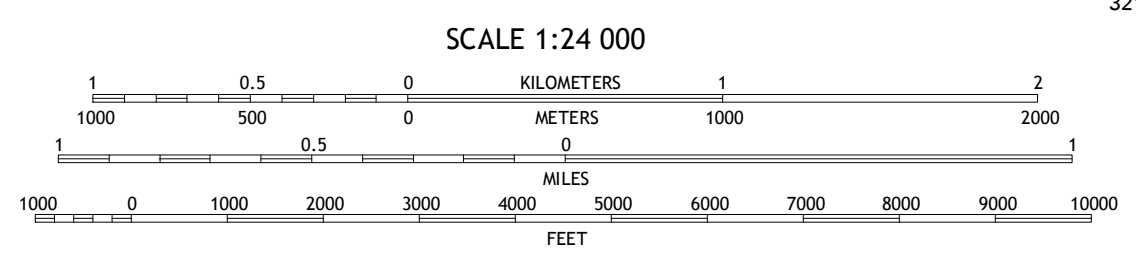 SCALE 1:24 000
1 0.5 0 KILOMETERS 1 2
1000 500 0 METERS 1000 2000
1 0.5 0 1
MILES
1000 0 1000 2000 3000 4000 5000 6000 7000 8000 9000 10000
FEET